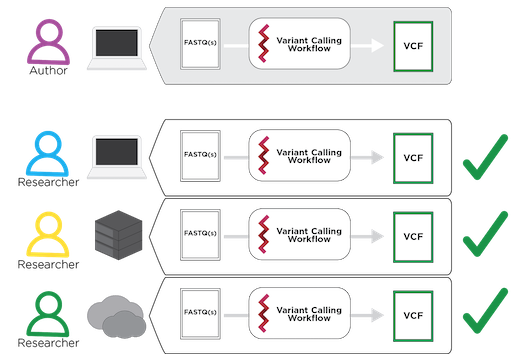 Author
FASTQ(s)
Variant Calling
Workflow
VCF
Researcher
FASTQ(s)
Variant Calling
Workflow
VCF
Researcher
FASTQ(s)
Variant Calling
Workflow
VCF
Researcher
FASTQ(s)
Variant Calling
Workflow
VCF